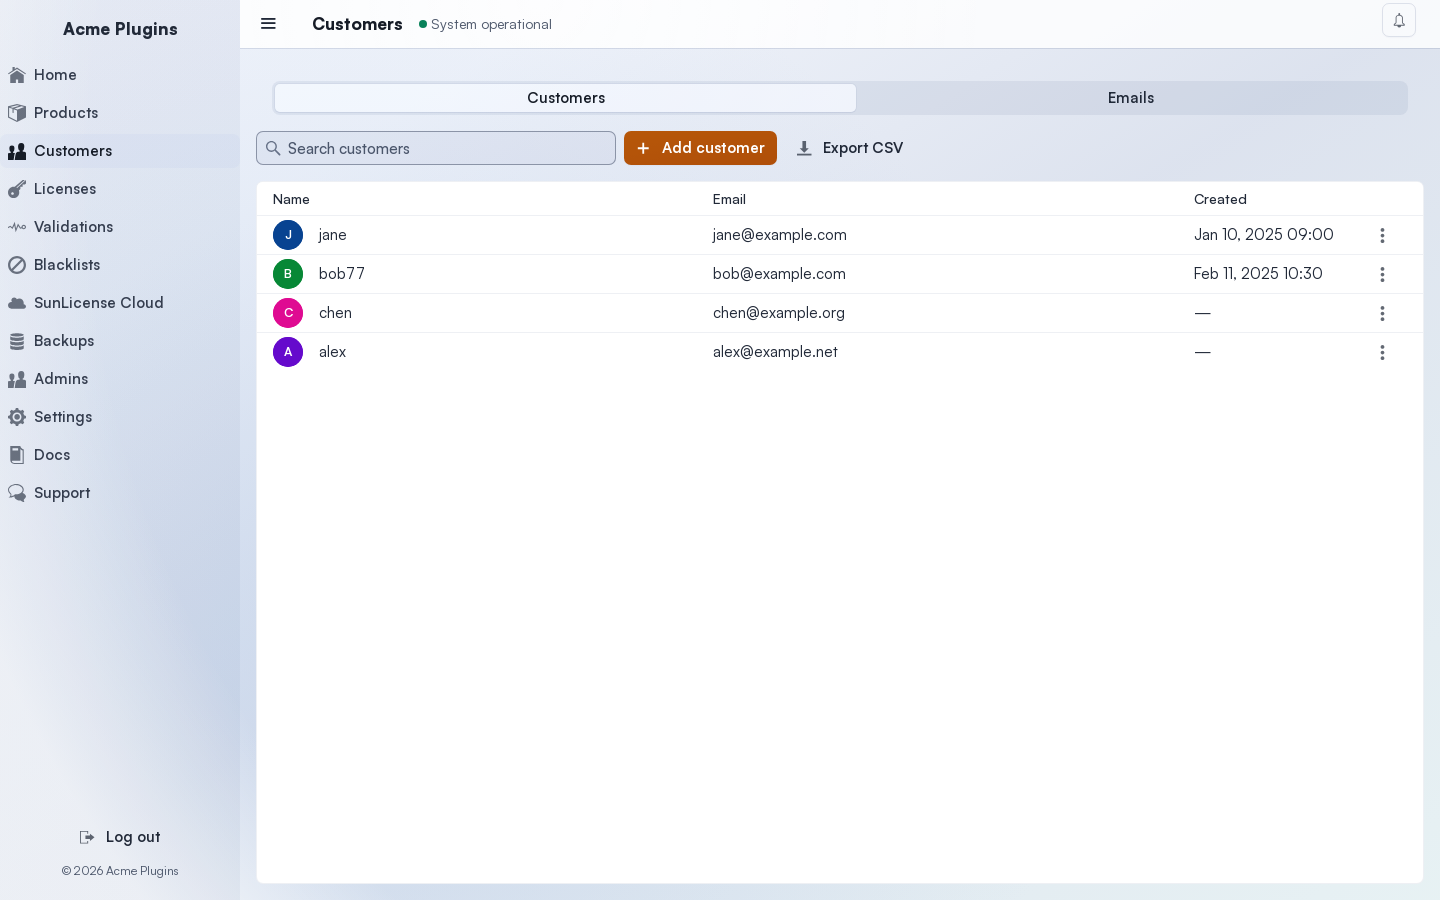 Acme Plugins
Home
Products
Customers
Licenses
Validations
Blacklists
SunLicense Cloud
Backups
Admins
Settings
Docs
Support
Log out
© 2026 Acme Plugins
Customers
System operational
Customers Emails
Search customers
Add customer
Export CSV
Name Email Created
J jane jane@example.com Jan 10, 2025 09:00
B bob77 bob@example.com Feb 11, 2025 10:30
C chen chen@example.org —
A alex alex@example.net —